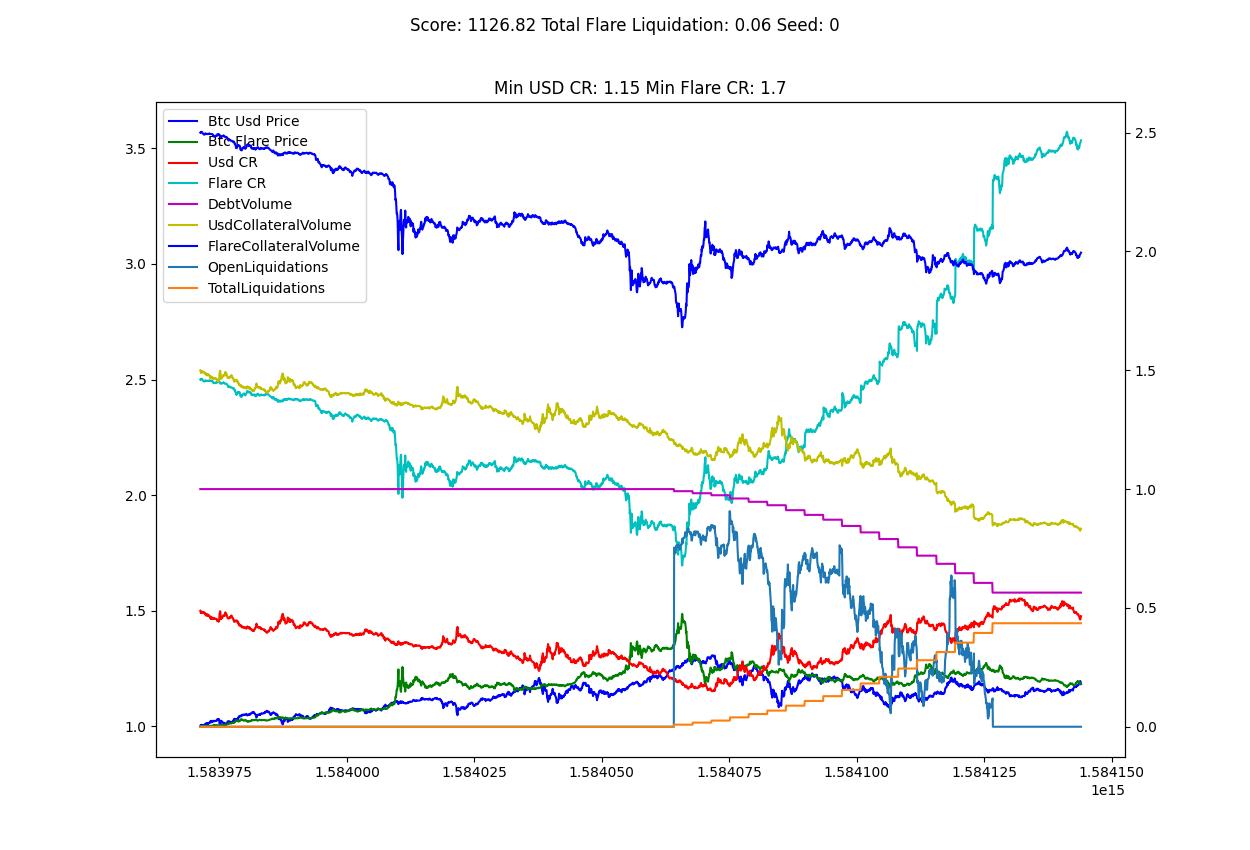 Score: 1126.82 Total Flare Liquidation: 0.06 Seed: 0
Min USD CR: 1.15 Min Flare CR: 1.7
Btc Usd Price
Btc Flare Price
Usd CR
Flare CR
DebtVolume
UsdCollateralVolume
FlareCollateralVolume
OpenLiquidations
TotalLiquidations
3.5
3.0
2.5
2.0
1.5
1.0
2.5
2.0
1.5
1.0
0.5
0.0
1.583975 1.584000 1.584025 1.584050 1.584075 1.584100 1.584125 1.584150
1e15